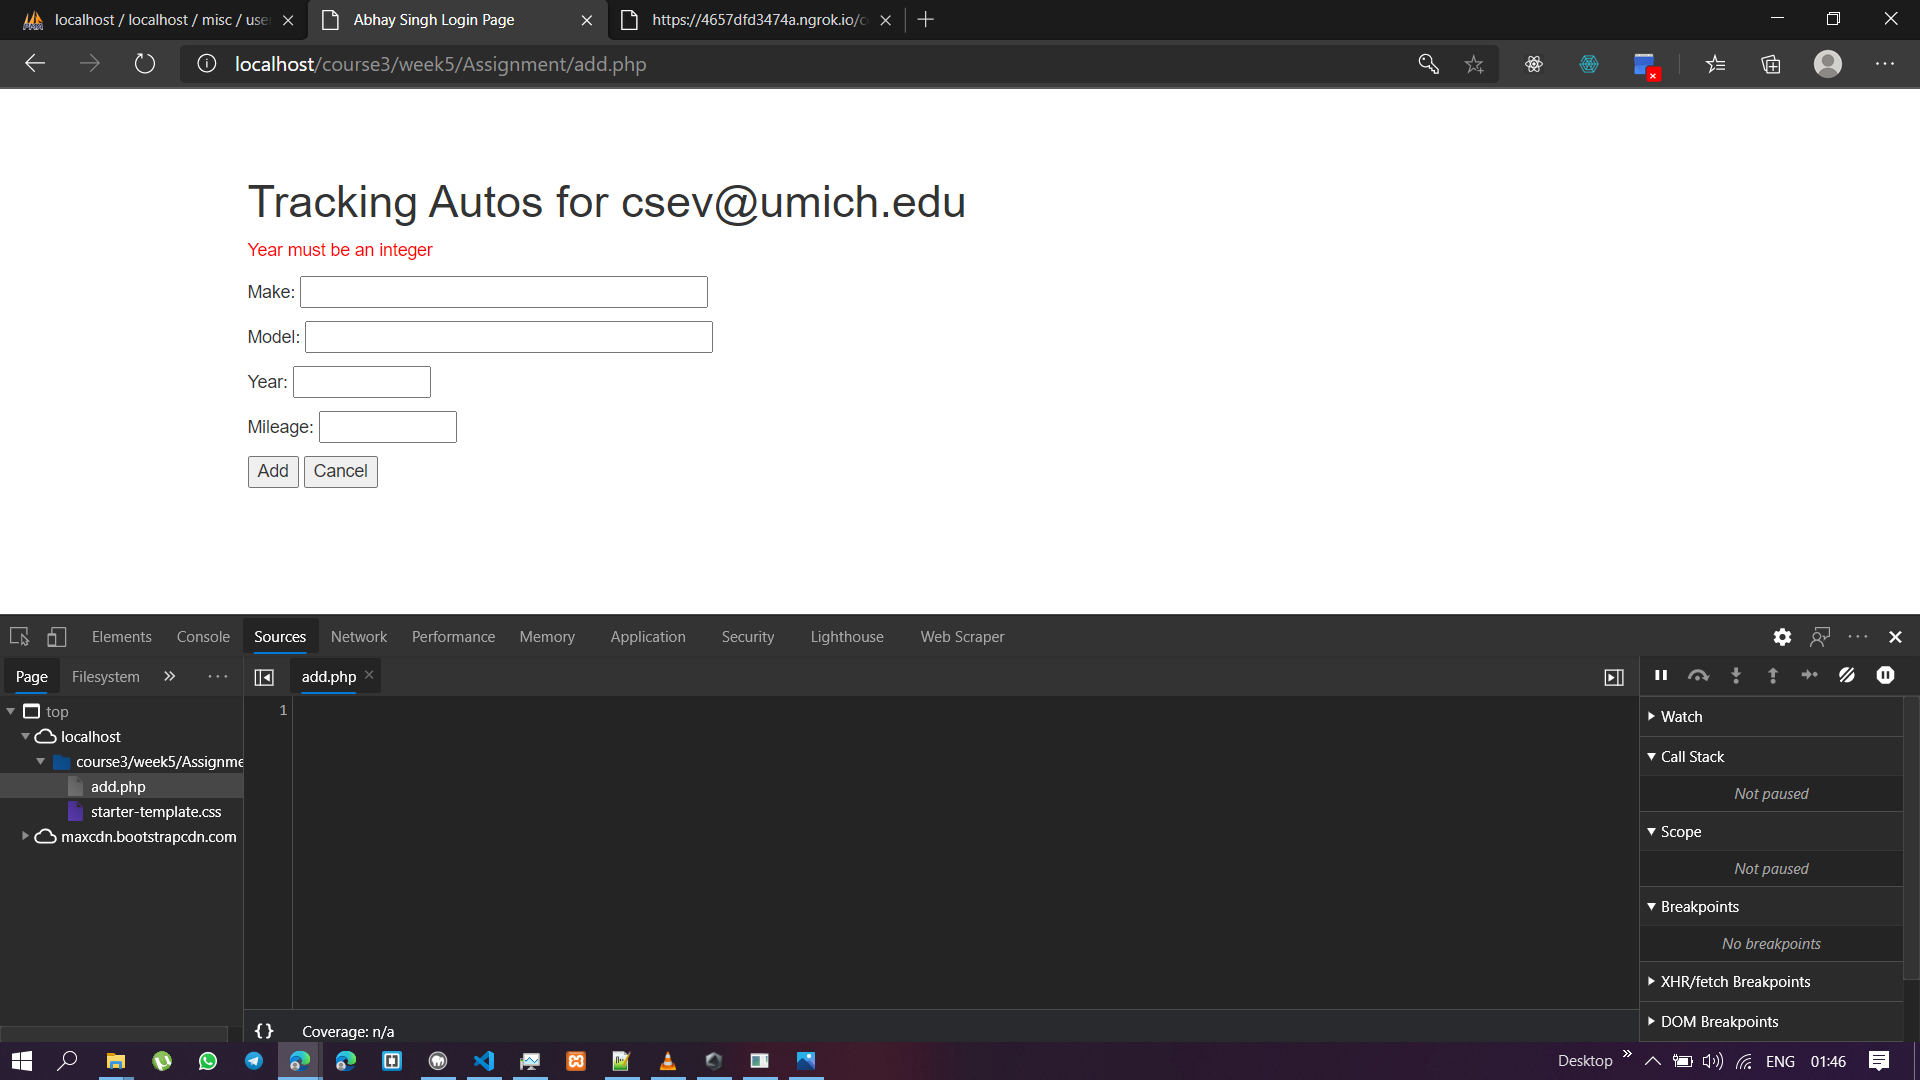 localhost / localhost / misc / use
Abhay Singh Login Page
https://4657dfd3474a.ngrok.io/c
localhost/course3/week5/Assignment/add.php
Tracking Autos for csev@umich.edu
Year must be an integer
Make:
Model:
Year:
Mileage:
Add Cancel
Elements Console Sources Network Performance Memory Application Security Lighthouse Web Scraper
Page Filesystem
add.php
top
1
localhost
course3/week5/Assignme
add.php
starter-template.css
maxcdn.bootstrapcdn.com
Watch
Call Stack
Not paused
Scope
Not paused
Breakpoints
No breakpoints
XHR/fetch Breakpoints
DOM Breakpoints
{} Coverage: n/a
Desktop ENG 01:46